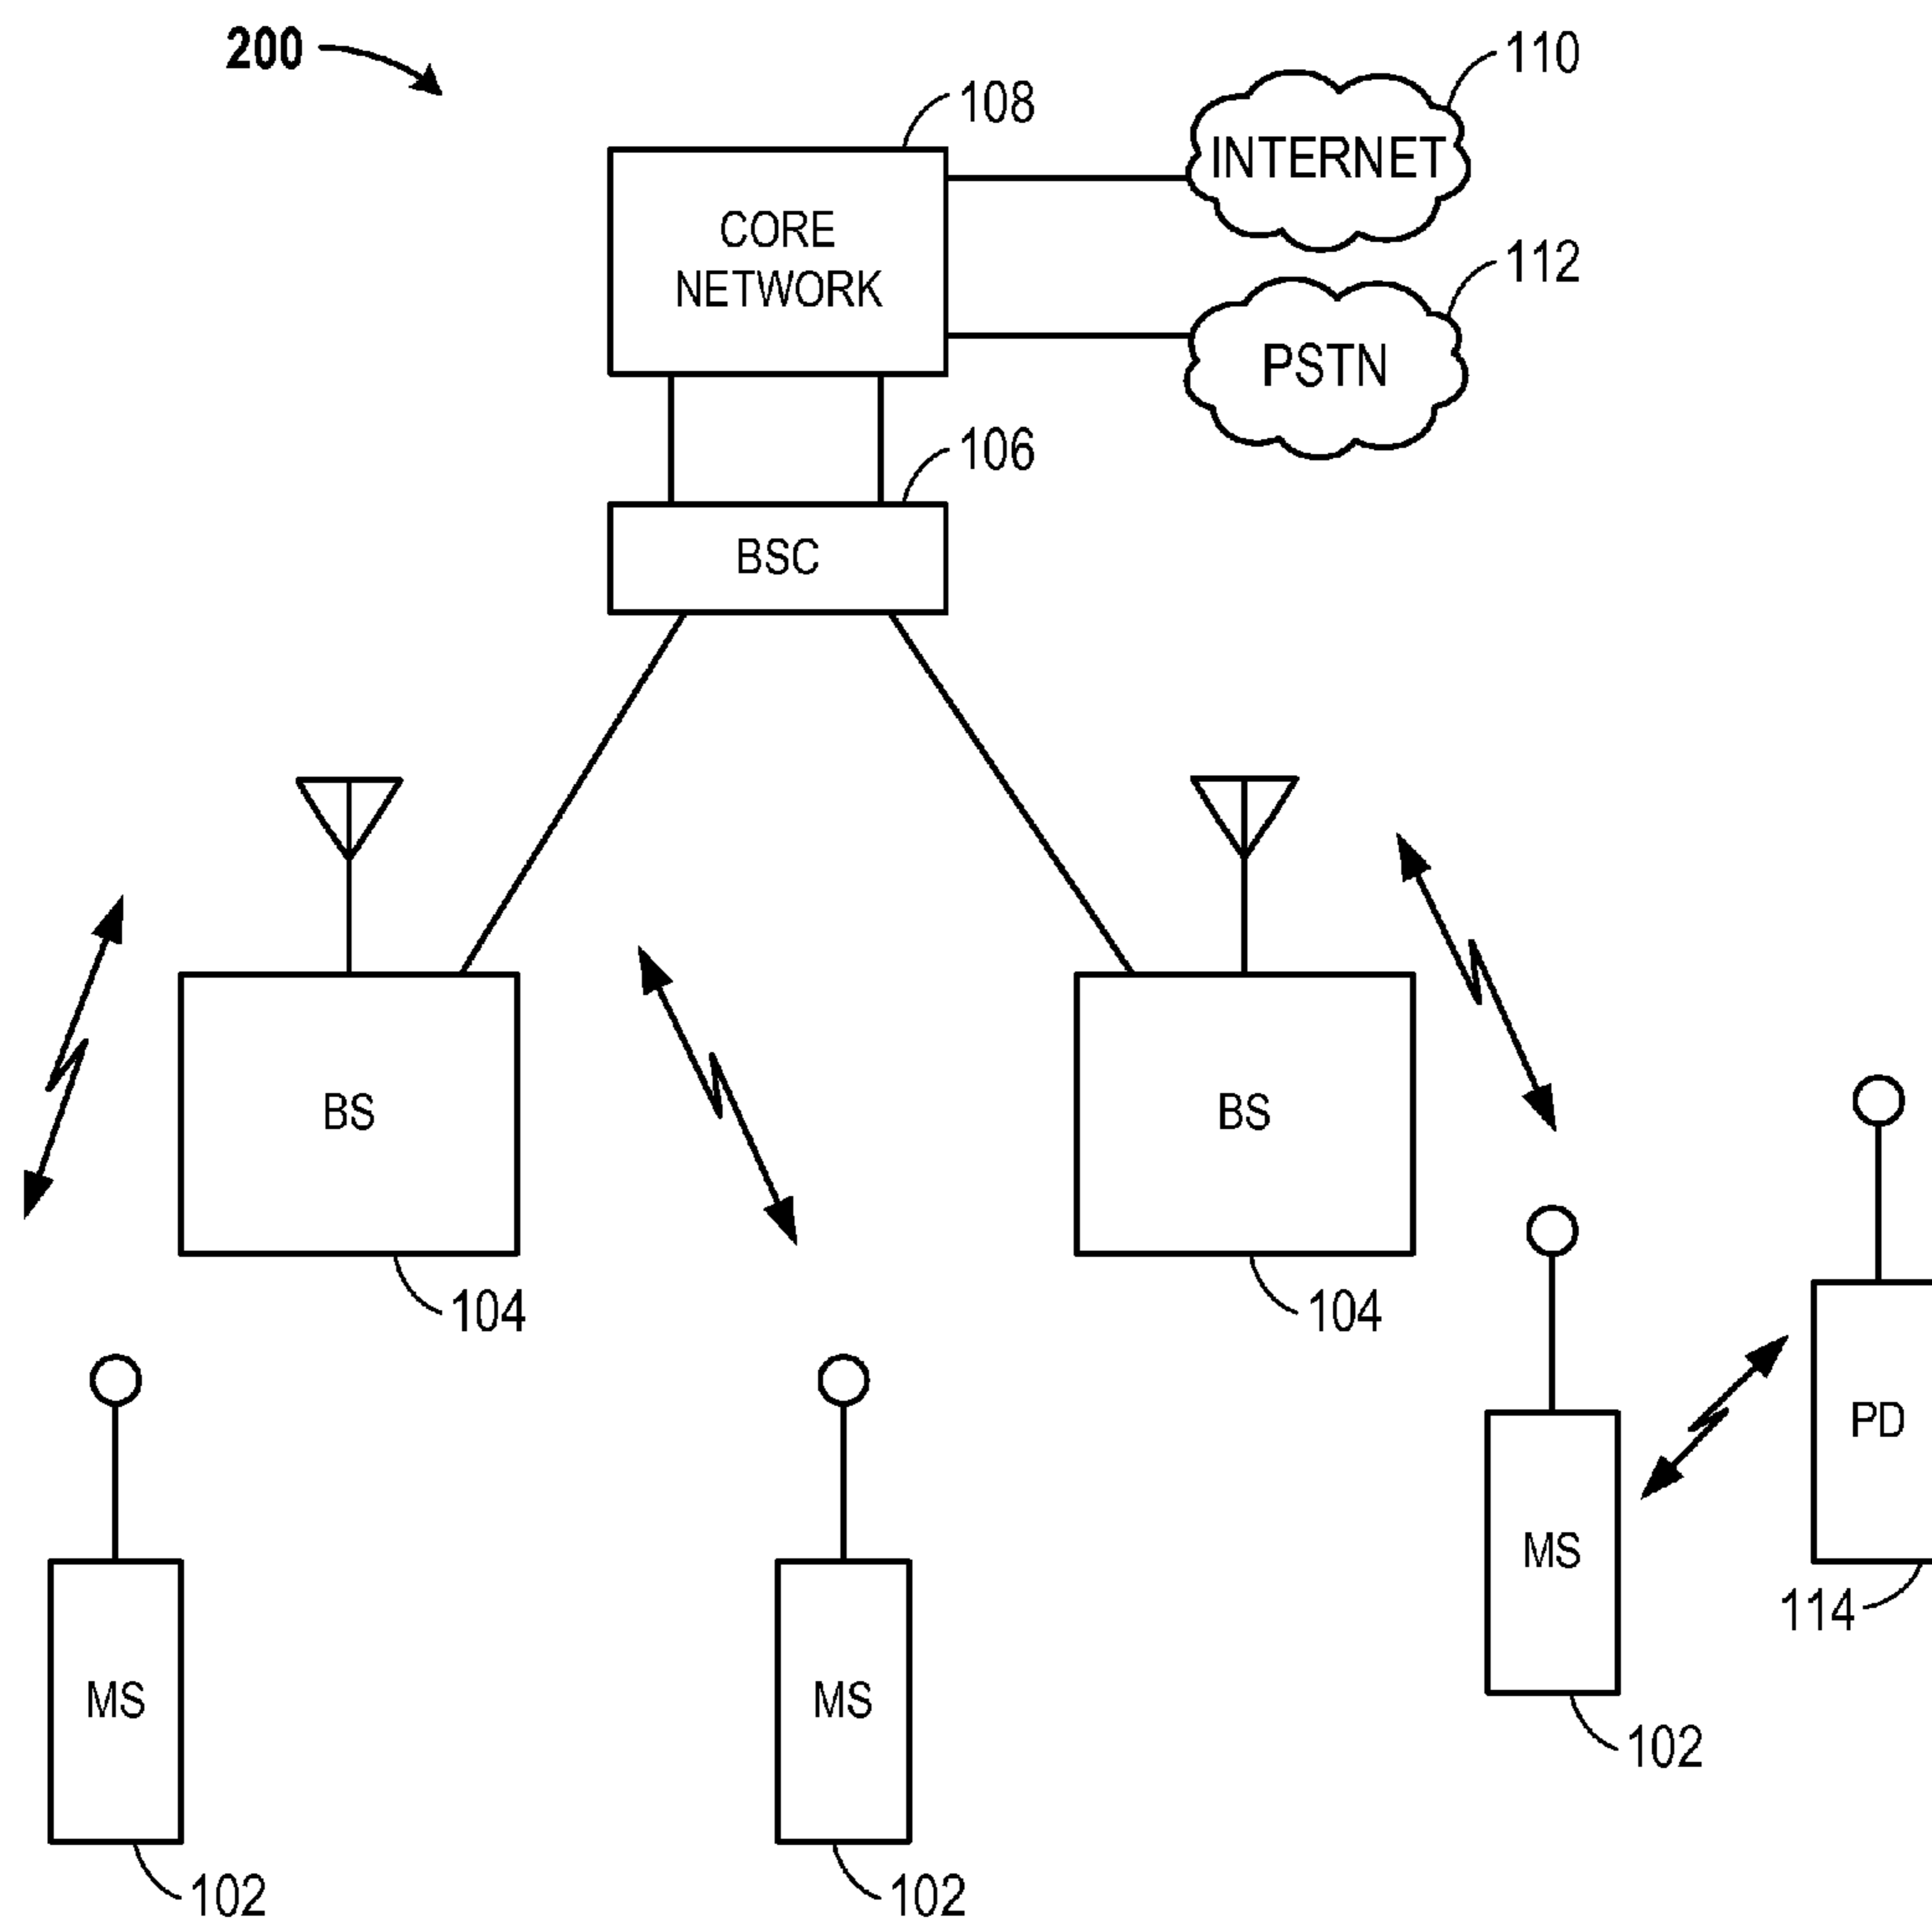 200
108
110
INTERNET
CORE
NETWORK
112
PSTN
106
BSC
BS
BS
104
104
PD
MS
114
MS
MS
102
102
102